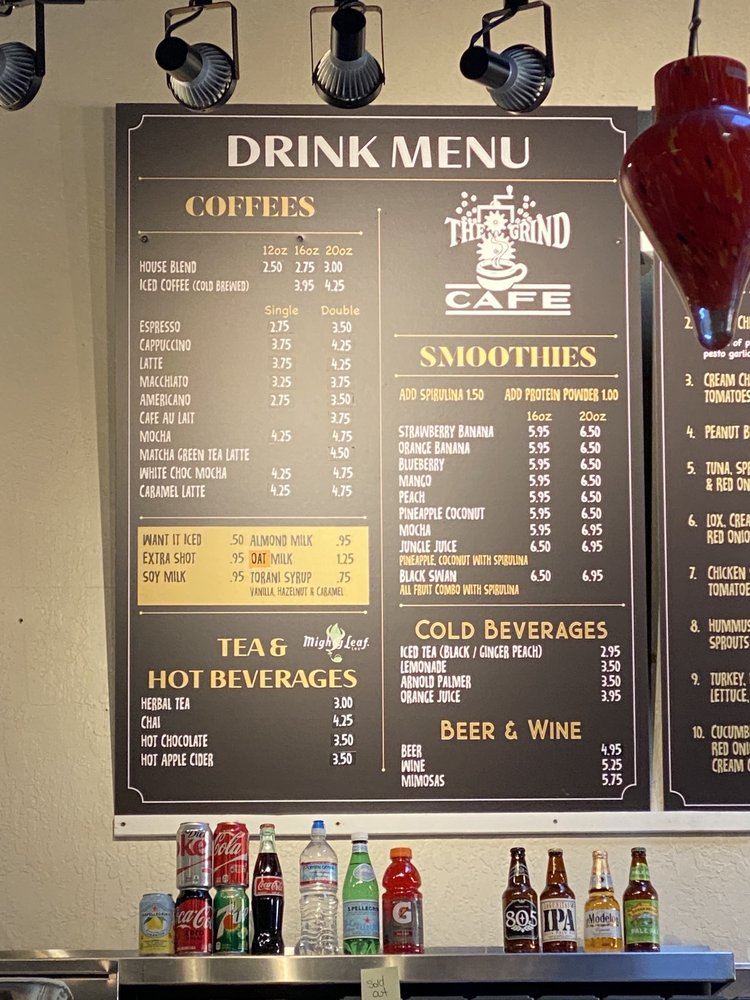 DRINK MENU
COFFEES
12oz 16oz 20oz
HOUSE BLEND 2.50 2.75 3.00
ICED COFFEE (COLD BREWED) 3.95 4.25
Single Double
ESPRESSO 2.75 3.50
CAPPUCCINO 3.75 4.25
LATTE 3.75 4.25
MACCHIATO 3.25 3.75
AMERICANO 2.75 3.50
CAFE AU LAIT 3.75
MOCHA 4.25 4.75
MATCHA GREEN TEA LATTE 4.50
WHITE CHOC MOCHA 4.25 4.75
CARAMEL LATTE 4.25 4.75
WANT IT ICED .50 ALMOND MILK .95
EXTRA SHOT .95 OAT MILK 1.25
SOY MILK .95 TORANI SYRUP .75
VANILLA, HAZELNUT & CARAMEL
TEA &
Mighty Leaf
HOT BEVERAGES
HERBAL TEA 3.00
CHAI 4.25
HOT CHOCOLATE 3.50
HOT APPLE CIDER 3.50
THE GRIND
CAFE
SMOOTHIES
ADD SPIRULINA 1.50 ADD PROTEIN POWDER 1.00
16oz 20oz
STRAWBERRY BANANA 5.95 6.50
ORANGE BANANA 5.95 6.50
BLUEBERRY 5.95 6.50
MANGO 5.95 6.50
PEACH 5.95 6.50
PINEAPPLE COCONUT 5.95 6.50
MOCHA 5.95 6.95
JUNGLE JUICE 6.50 6.95
PINEAPPLE, COCONUT WITH SPIRULINA
BLACK SWAN 6.50 6.95
ALL FRUIT COMBO WITH SPIRULINA
COLD BEVERAGES
ICED TEA (BLACK / GINGER PEACH) 2.95
LEMONADE 3.50
ARNOLD PALMER 3.50
ORANGE JUICE 3.95
BEER & WINE
BEER 4.95
WINE 5.25
MIMOSAS 5.75
2. CH
of p
pesto garlic
3. CREAM CH
TOMATOES
4. PEANUT B
5. TUNA, SP
& RED ON
6. LOX, CREA
RED ONIO
7. CHICKEN
TOMATOE
8. HUMMUS
SPROUTS
9. TURKEY,
LETTUCE,
10. CUCUMB
RED ONI
CREAM C
Diet
ke
Cola
Coca-Cola
7UP
Coca-Cola
S.PELLEGRINO
G
805
IPA
Modelo
PALE ALE
Sold
out